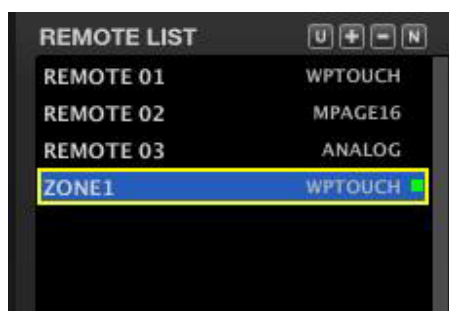 REMOTE LIST U + - N
REMOTE 01 WPTOUCH
REMOTE 02 MPAGE16
REMOTE 03 ANALOG
ZONE1 WPTOUCH